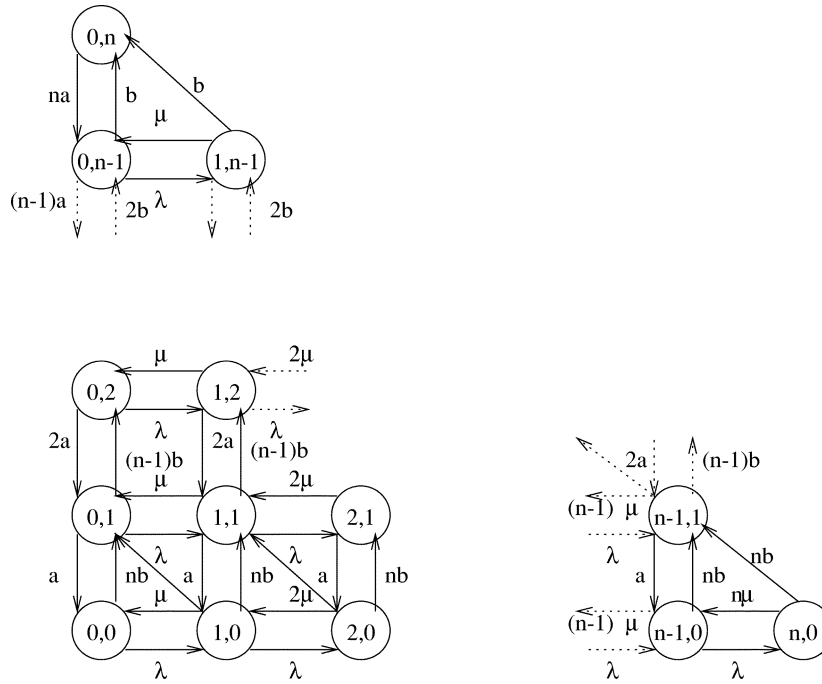 0,n
na b b
μ
0,n-1 1,n-1
(n-1)a 2b λ 2b
μ 2μ
0,2 1,2
λ λ
2a (n-1)b 2a (n-1)b
μ 2μ
0,1 1,1 2,1
λ λ
a nb a nb a nb
μ 2μ
0,0 1,0 2,0
λ λ
2a (n-1)b
(n-1) μ n-1,1
λ
a nb nb
(n-1) μ nμ
n-1,0 n,0
λ λ